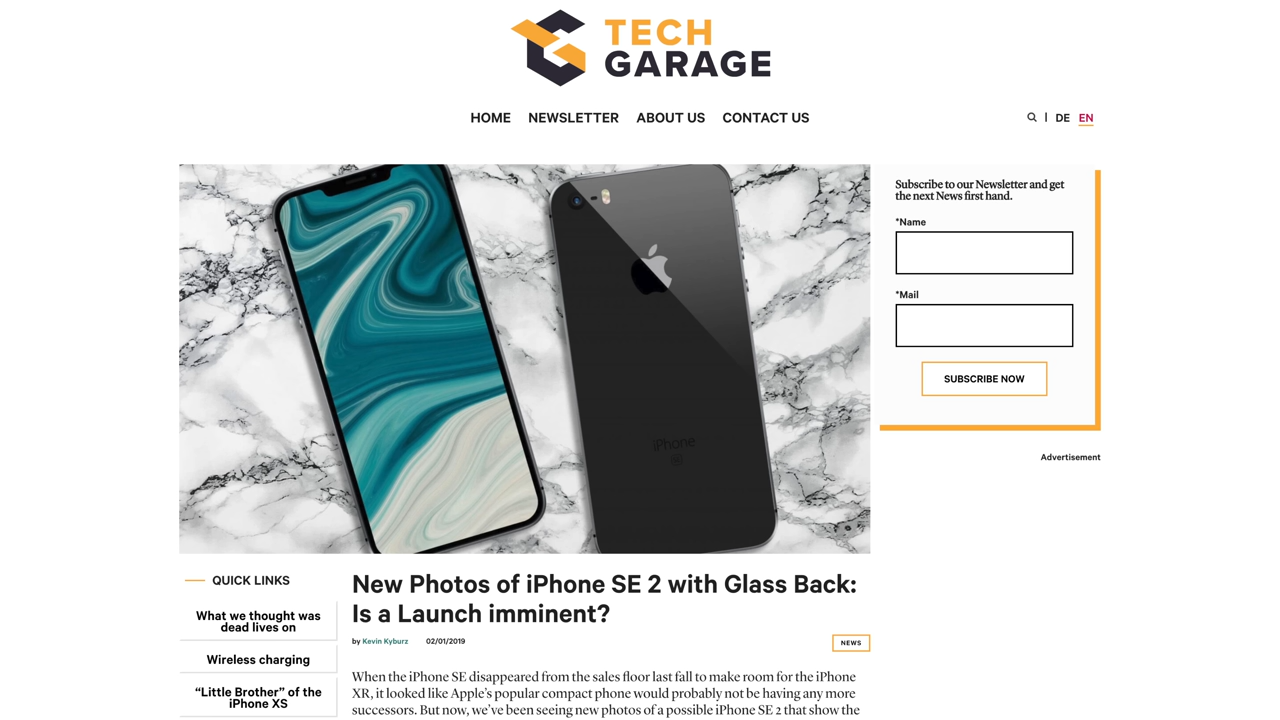 TECH
GARAGE
HOME NEWSLETTER ABOUT US CONTACT US
| DE EN
Subscribe to our Newsletter and get
the next News first hand.
*Name
*Mail
SUBSCRIBE NOW
Advertisement
iPhone
SE
QUICK LINKS
What we thought was
dead lives on
Wireless charging
“Little Brother” of the
iPhone XS
New Photos of iPhone SE 2 with Glass Back:
Is a Launch imminent?
by Kevin Kyburz 02/01/2019
NEWS
When the iPhone SE disappeared from the sales floor last fall to make room for the iPhone
XR, it looked like Apple’s popular compact phone would probably not be having any more
successors. But now, we’ve been seeing new photos of a possible iPhone SE 2 that show the